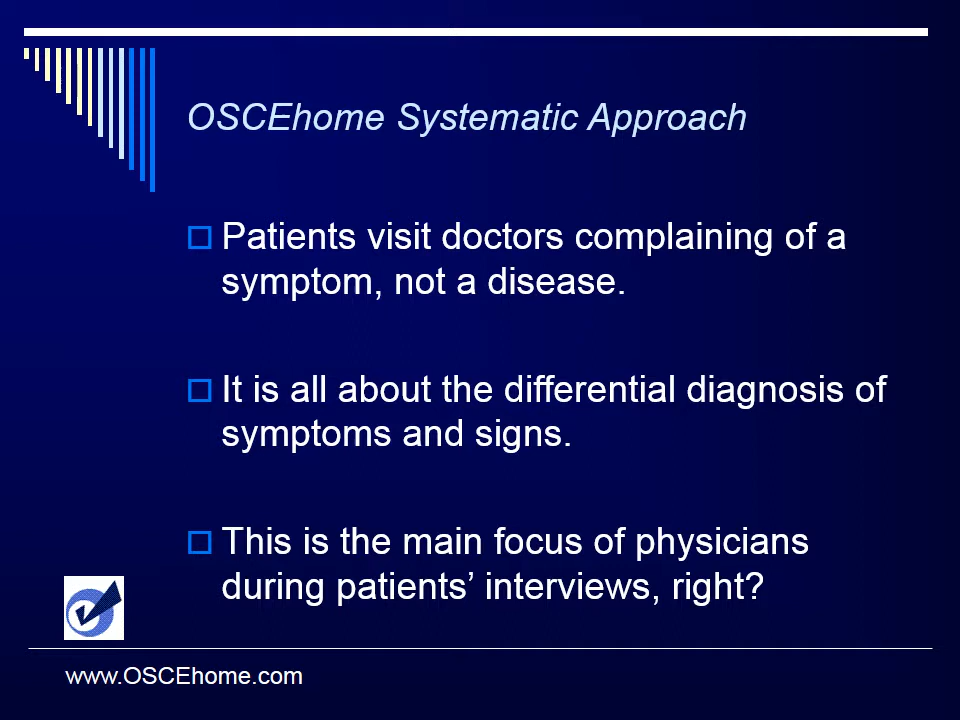 OSCEhome Systematic Approach
Patients visit doctors complaining of a
symptom, not a disease.
It is all about the differential diagnosis of
symptoms and signs.
This is the main focus of physicians
during patients’ interviews, right?
www.OSCEhome.com